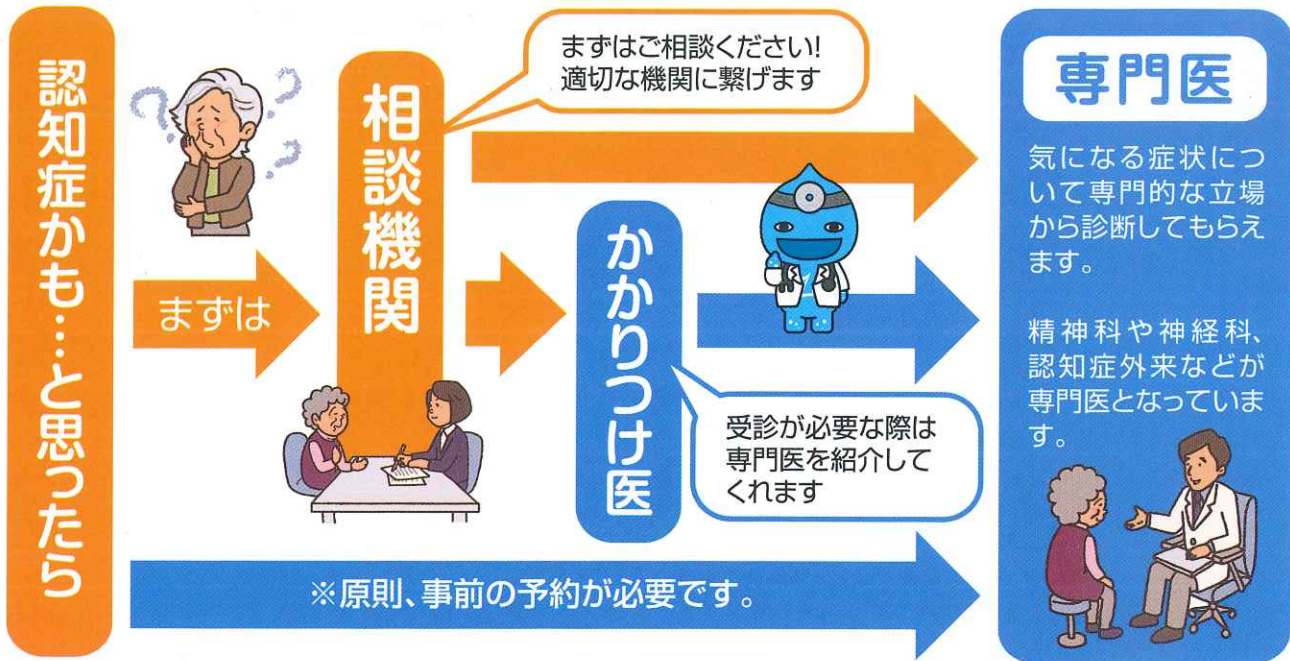 認知症かも…と思ったら
まずは
相談機関
まずはご相談ください!
適切な機関に繋げます
かかりつけ医
受診が必要な際は
専門医を紹介して
くれます
※原則、事前の予約が必要です。
専門医
気になる症状につ
いて専門的な立場
から診断してもらえ
ます。
精神科や神経科、
認知症外来などが
専門医となっていま
す。